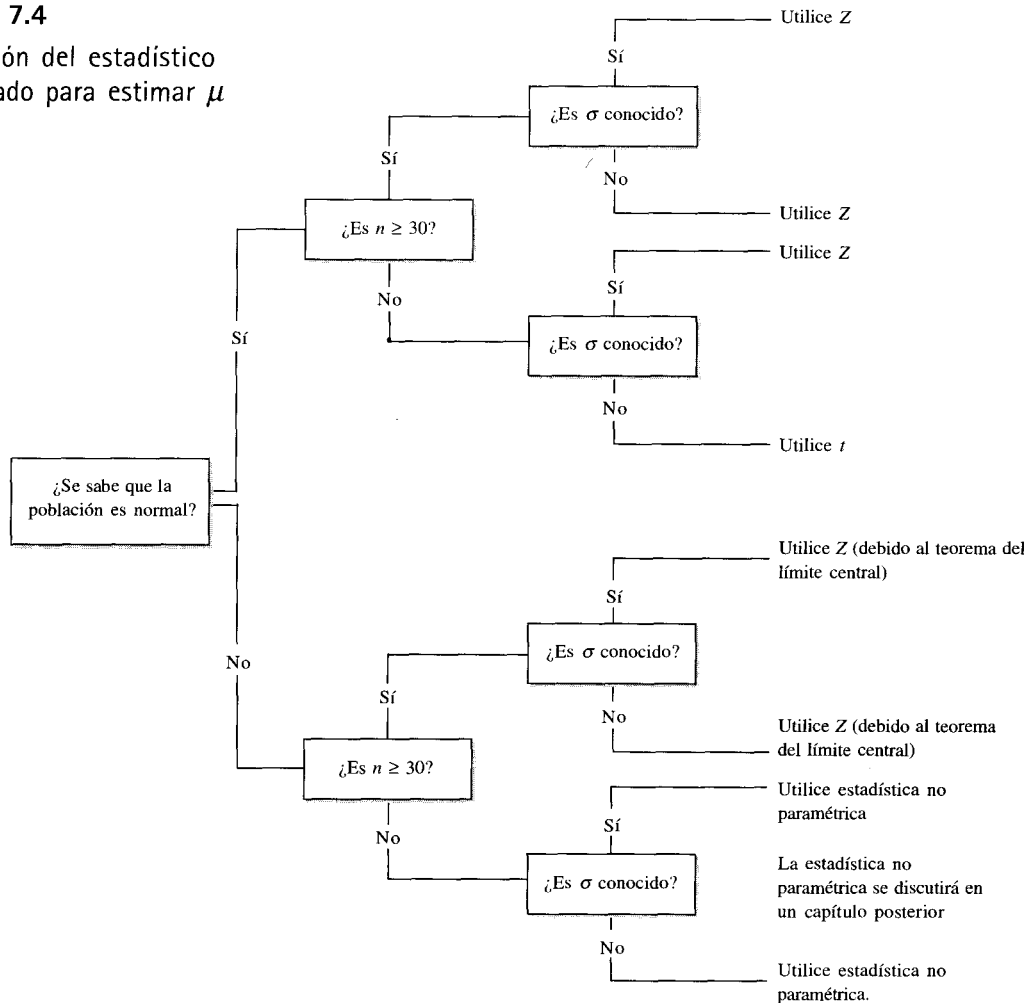 7.4
ón del estadístico
ado para estimar μ
Utilice Z
Sí
¿Es σ conocido?
No
Utilice Z
Sí
¿Es n ≥ 30?
No
Utilice Z
Sí
¿Es σ conocido?
No
Utilice t
Sí
¿Se sabe que la
población es normal?
No
Utilice Z (debido al teorema del
límite central)
Sí
¿Es σ conocido?
No
Utilice Z (debido al teorema
del límite central)
Sí
¿Es n ≥ 30?
No
Utilice estadística no
paramétrica
Sí
¿Es σ conocido?
No
La estadística no
paramétrica se discutirá en
un capítulo posterior
Utilice estadística no
paramétrica.